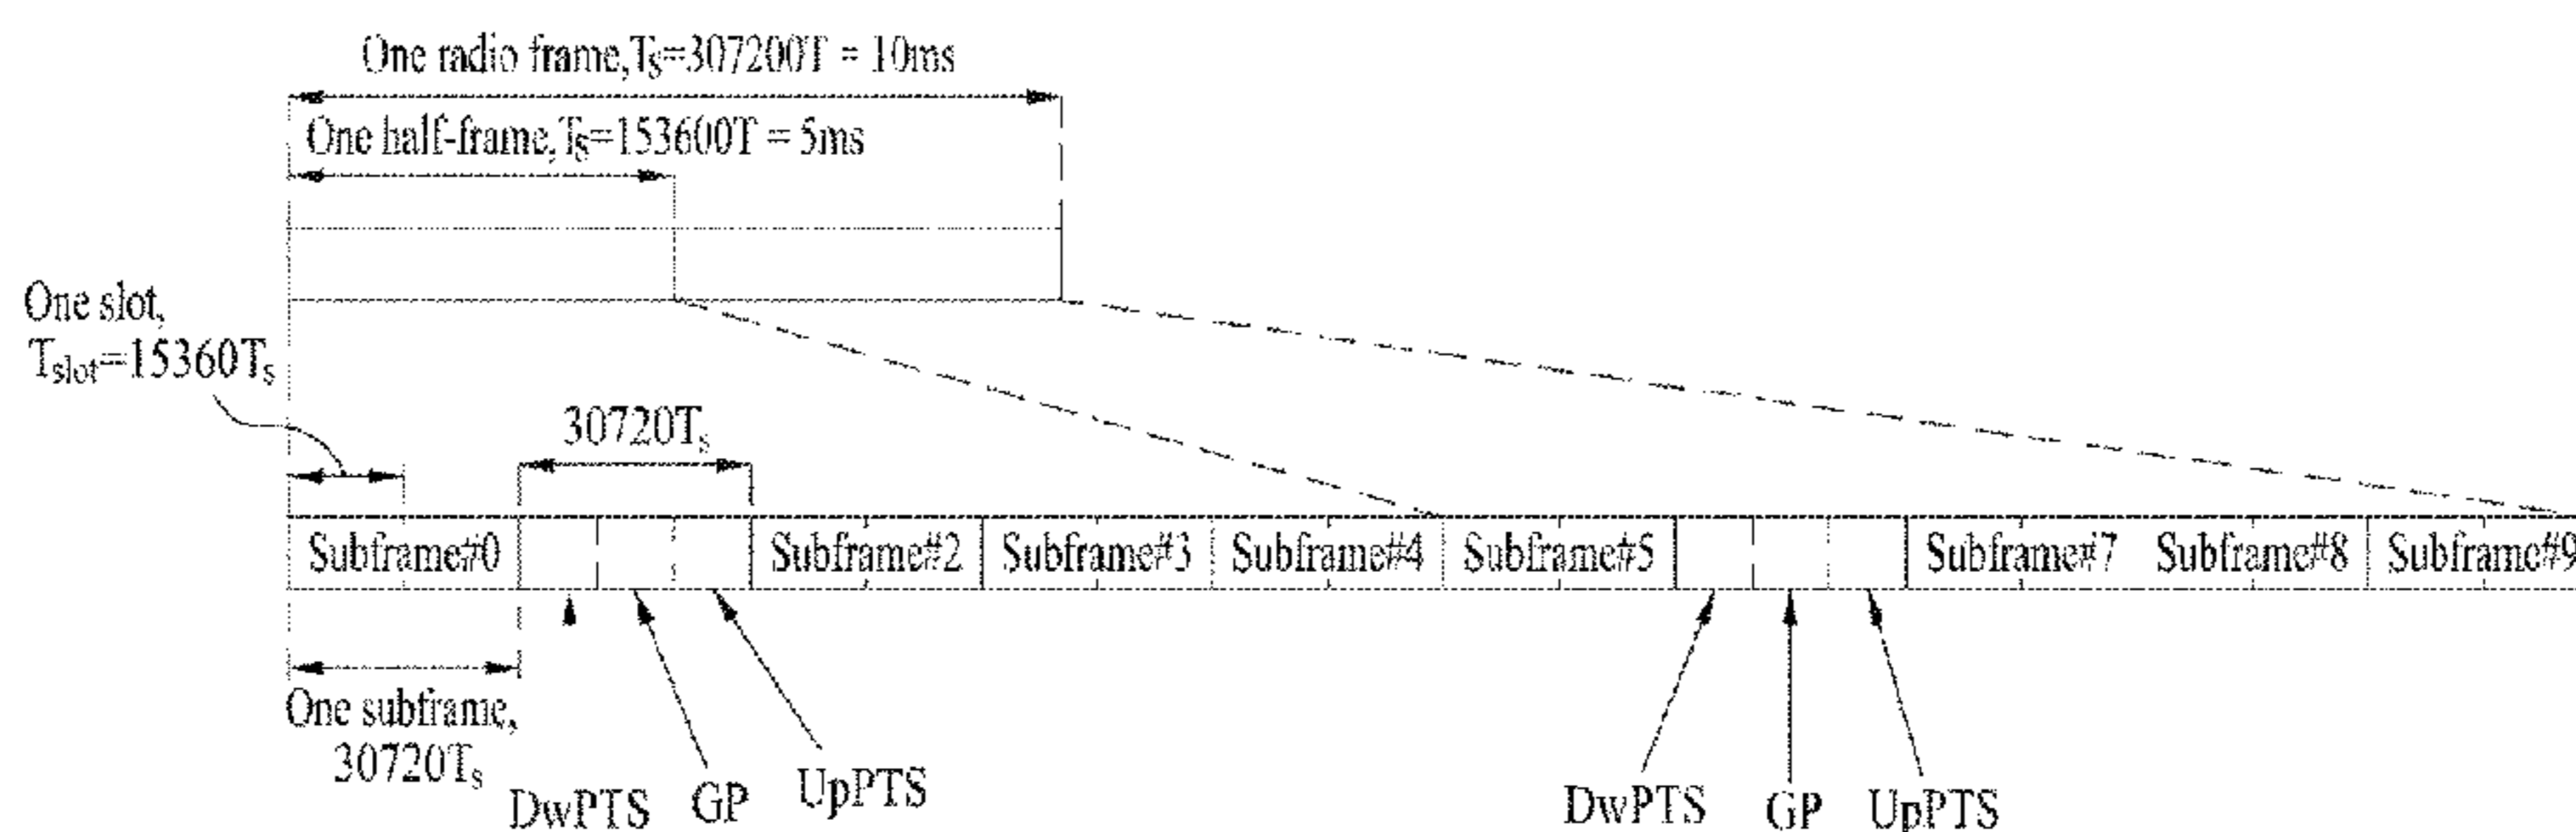 One radio frame,Ts=307200T = 10ms
One half-frame,Ts=153600T = 5ms
One slot,
Tslot=15360Ts
30720Ts
Subframe#0 Subframe#2 Subframe#3 Subframe#4 Subframe#5 Subframe#7 Subframe#8 Subframe#9
One subframe,
30720Ts
DwPTS GP UpPTS DwPTS GP UpPTS